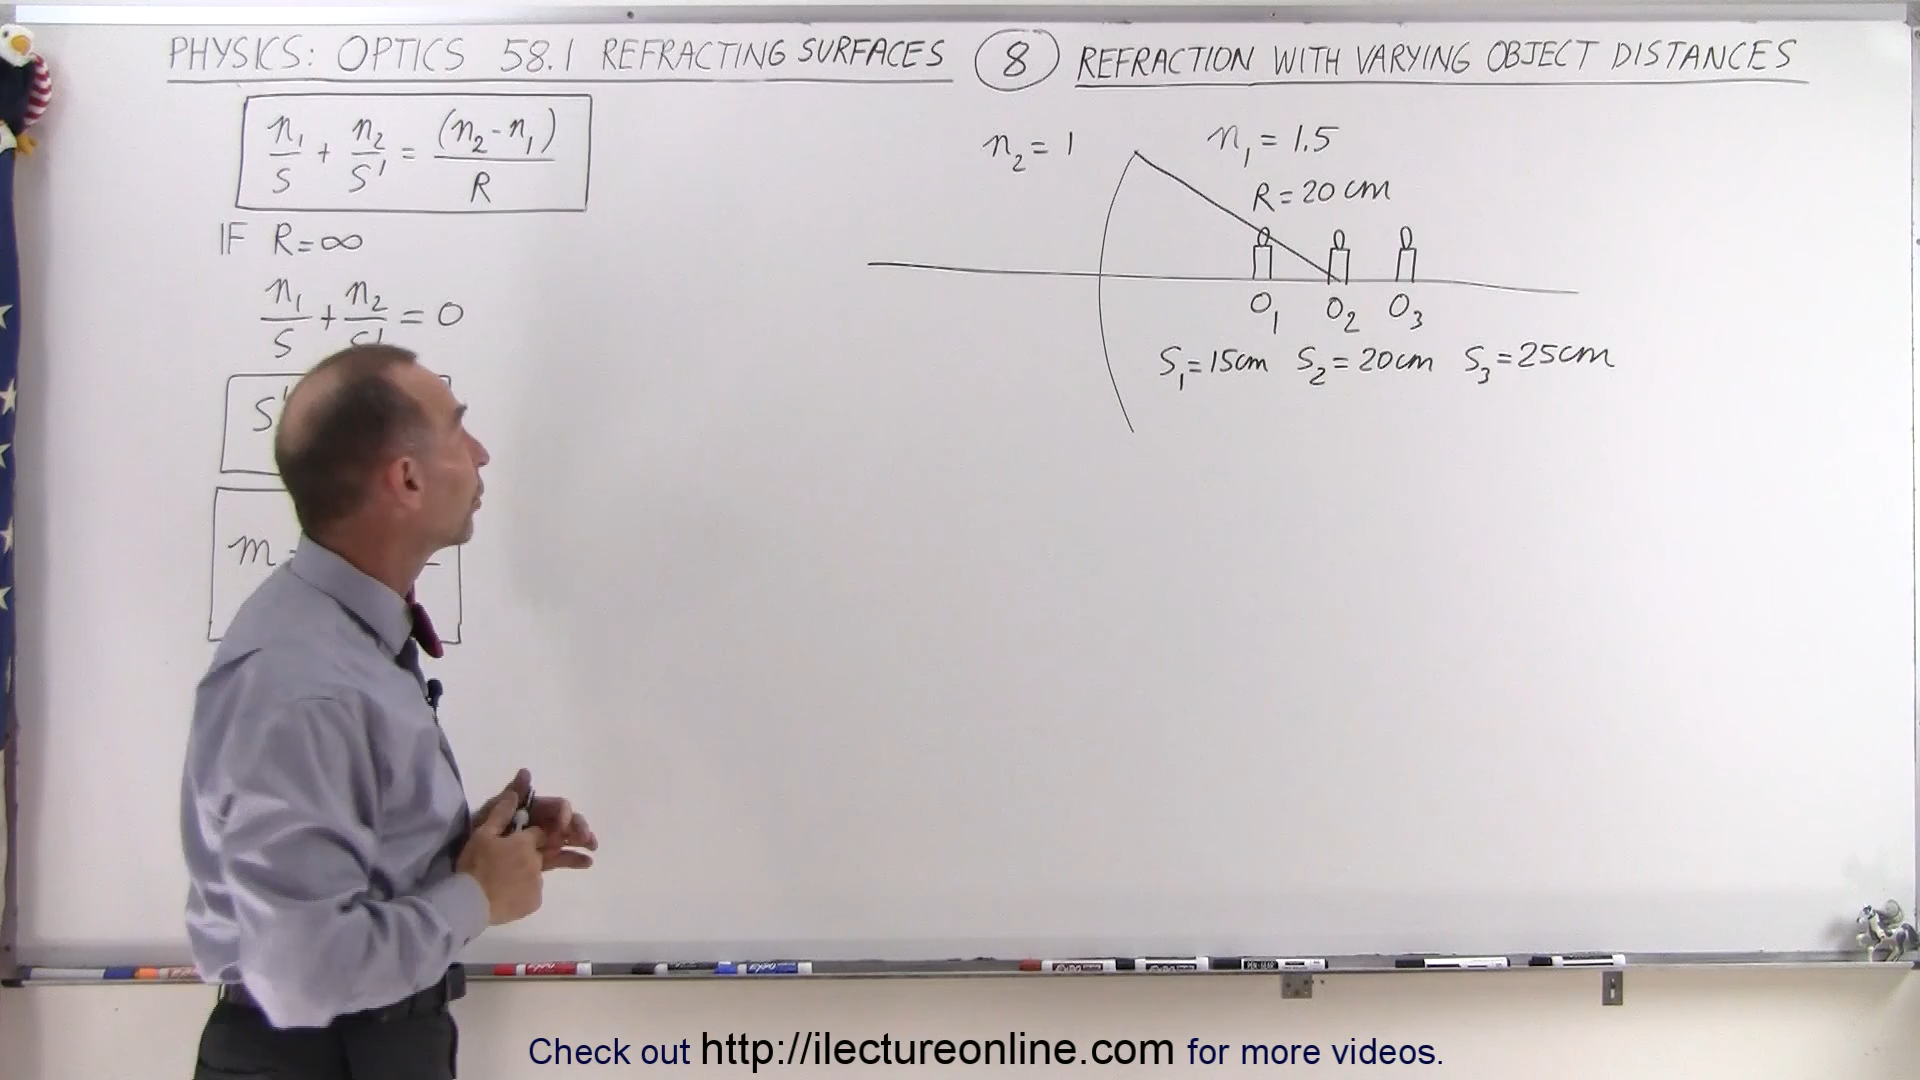 PHYSICS: OPTICS 58.1 REFRACTING SURFACES 8 REFRACTION WITH VARYING OBJECT DISTANCES
n₁/S + n₂/S' = (n₂-n₁)/R
IF R=∞
n₁/S + n₂/S' = 0
S'
m =
n₂ = 1
n₁ = 1.5
R = 20 cm
O₁ O₂ O₃
S₁ = 15cm S₂ = 20cm S₃ = 25cm
Check out http://ilectureonline.com for more videos.